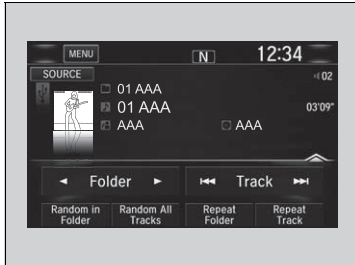 MENU N 12:34
SOURCE 02
01 AAA
01 AAA 03'09"
AAA AAA
Folder Track
Random in Folder Random All Tracks Repeat Folder Repeat Track